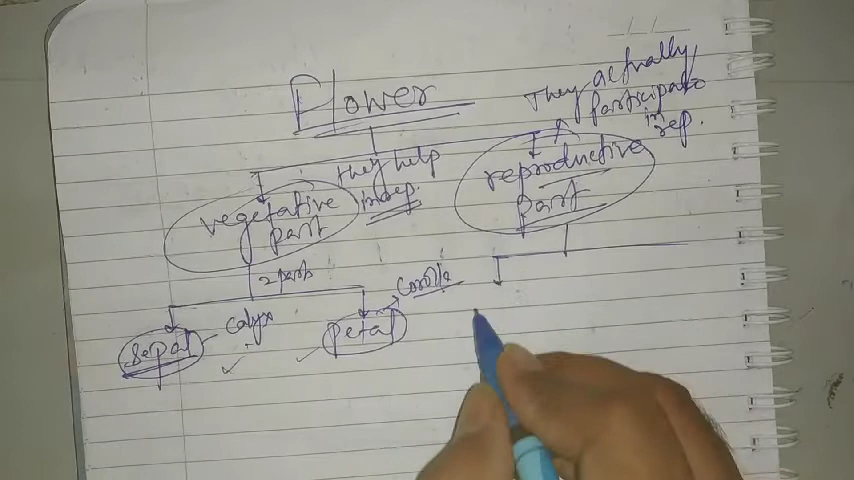 Flower
They actually
participate
in
rep.
they help
in rep.
vegetative
part
reproductive
part
2 parts
Sepal
Calyx
Petal
Corolla